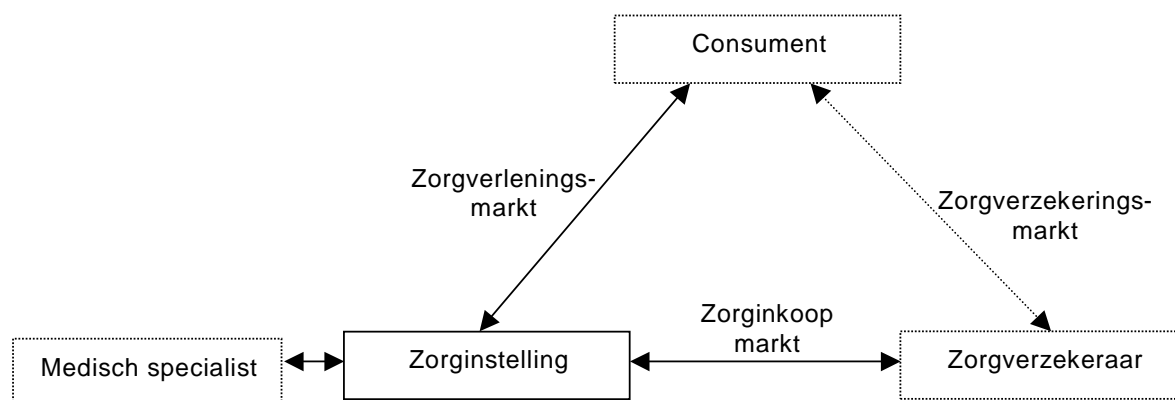 Consument
Zorgverlenings-
markt
Zorgverzekerings-
markt
Zorginkoop
markt
Medisch specialist
Zorginstelling
Zorgverzekeraar